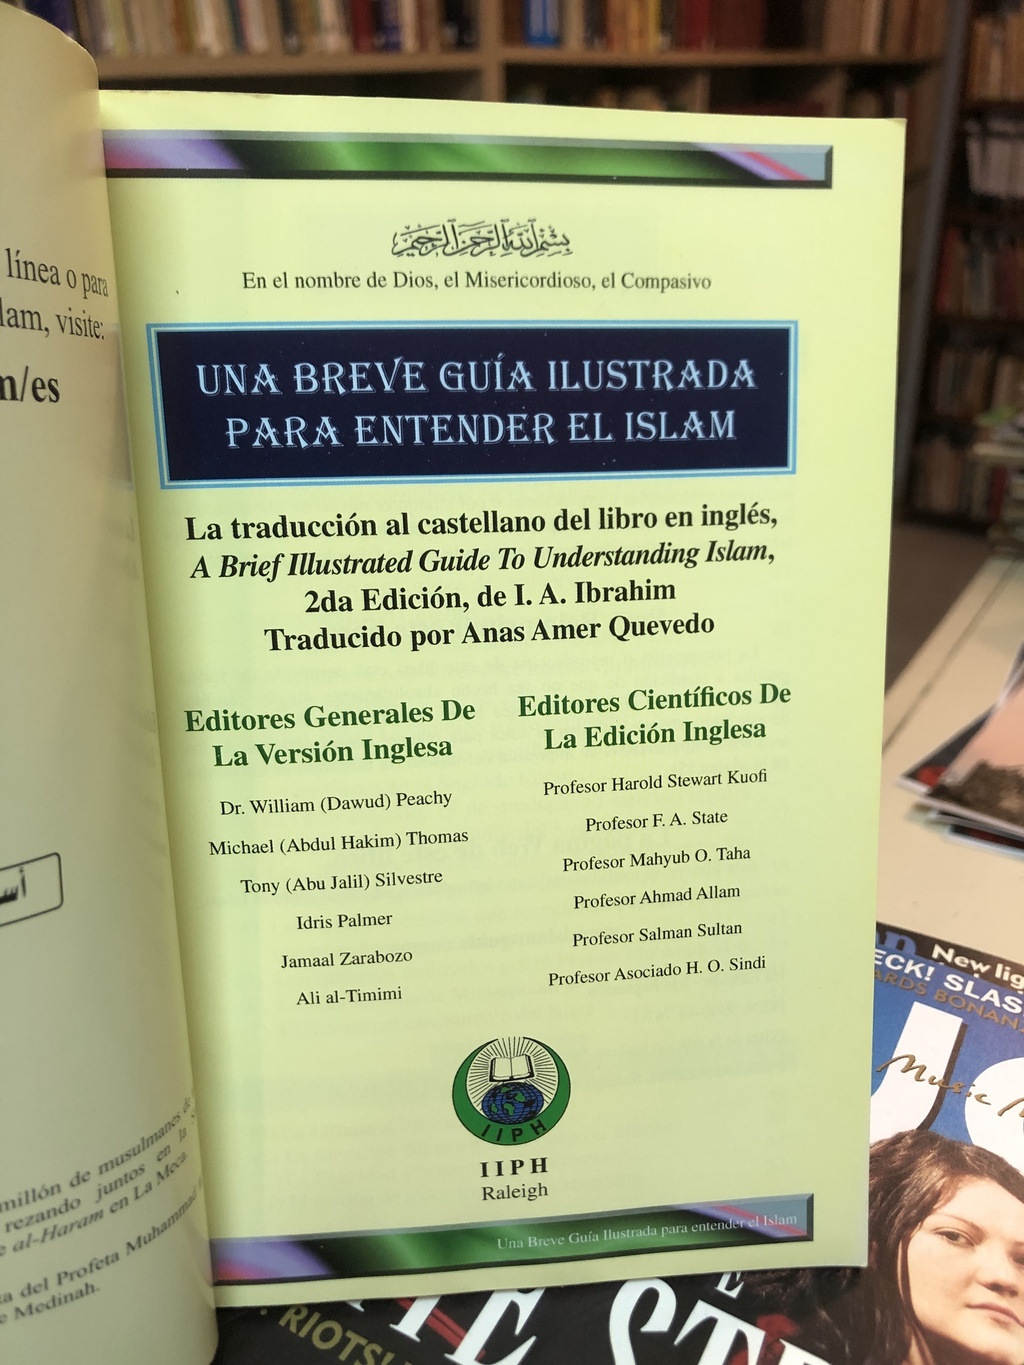 línea o para
lam, visite:
m/es
أس
millón de musulmanes de
rezando juntos en la
al-Haram en La Meca.
a del Profeta Muhammad
Medinah.
بسم الله الرحمن الرحيم
En el nombre de Dios, el Misericordioso, el Compasivo
UNA BREVE GUÍA ILUSTRADA
PARA ENTENDER EL ISLAM
La traducción al castellano del libro en inglés,
A Brief Illustrated Guide To Understanding Islam,
2da Edición, de I. A. Ibrahim
Traducido por Anas Amer Quevedo
Editores Generales De
La Versión Inglesa
Dr. William (Dawud) Peachy
Michael (Abdul Hakim) Thomas
Tony (Abu Jalil) Silvestre
Idris Palmer
Jamaal Zarabozo
Ali al-Timimi
Editores Científicos De
La Edición Inglesa
Profesor Harold Stewart Kuofi
Profesor F. A. State
Profesor Mahyub O. Taha
Profesor Ahmad Allam
Profesor Salman Sultan
Profesor Asociado H. O. Sindi
IIPH
IIPH
Raleigh
Una Breve Guía Ilustrada para entender el Islam
New lig
ECK! SLAS
ARDS BONAN
Music
RIOTS!